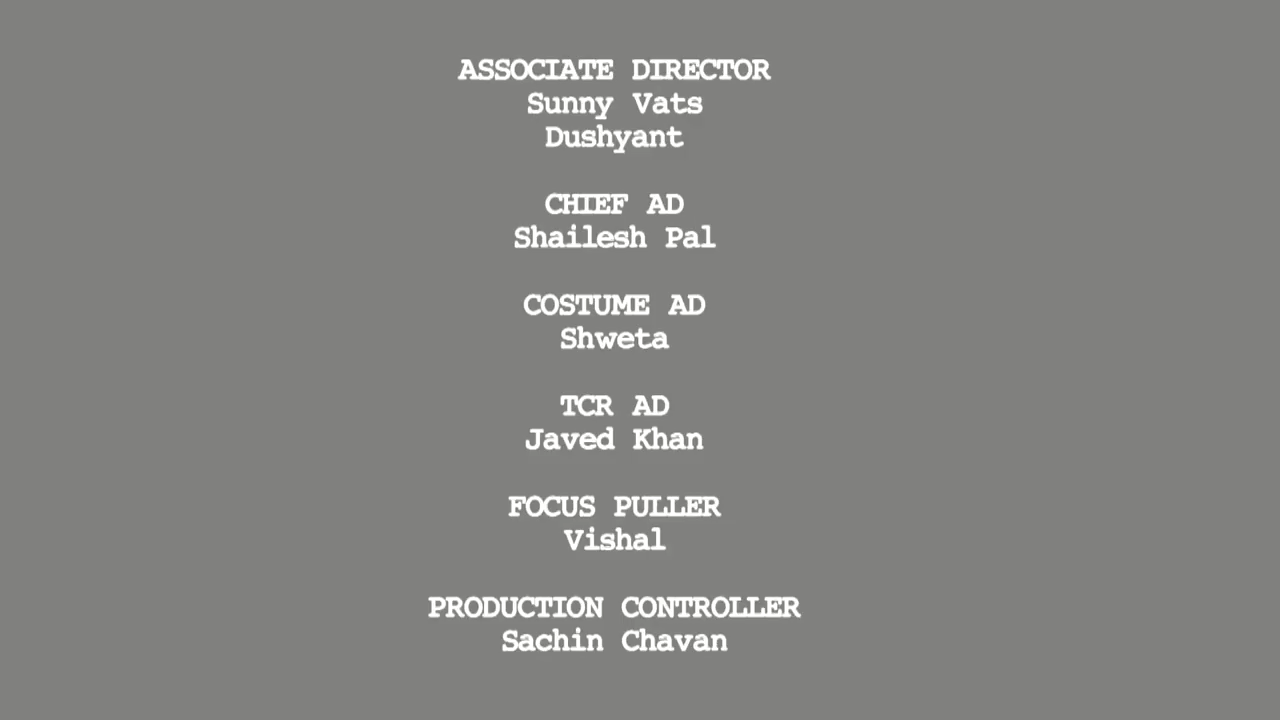 ASSOCIATE DIRECTOR
Sunny Vats
Dushyant
CHIEF AD
Shailesh Pal
COSTUME AD
Shweta
TCR AD
Javed Khan
FOCUS PULLER
Vishal
PRODUCTION CONTROLLER
Sachin Chavan